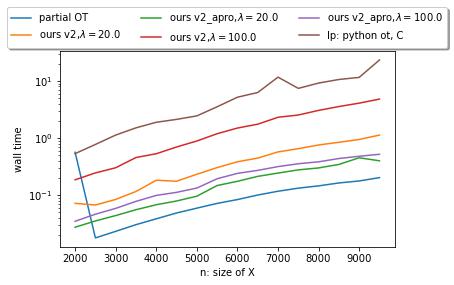 partial OT
ours v2,λ = 20.0
ours v2_apro,λ = 20.0
ours v2,λ = 100.0
ours v2_apro,λ = 100.0
lp: python ot, C
10¹
10⁰
10⁻¹
wall time
2000 3000 4000 5000 6000 7000 8000 9000
n: size of X